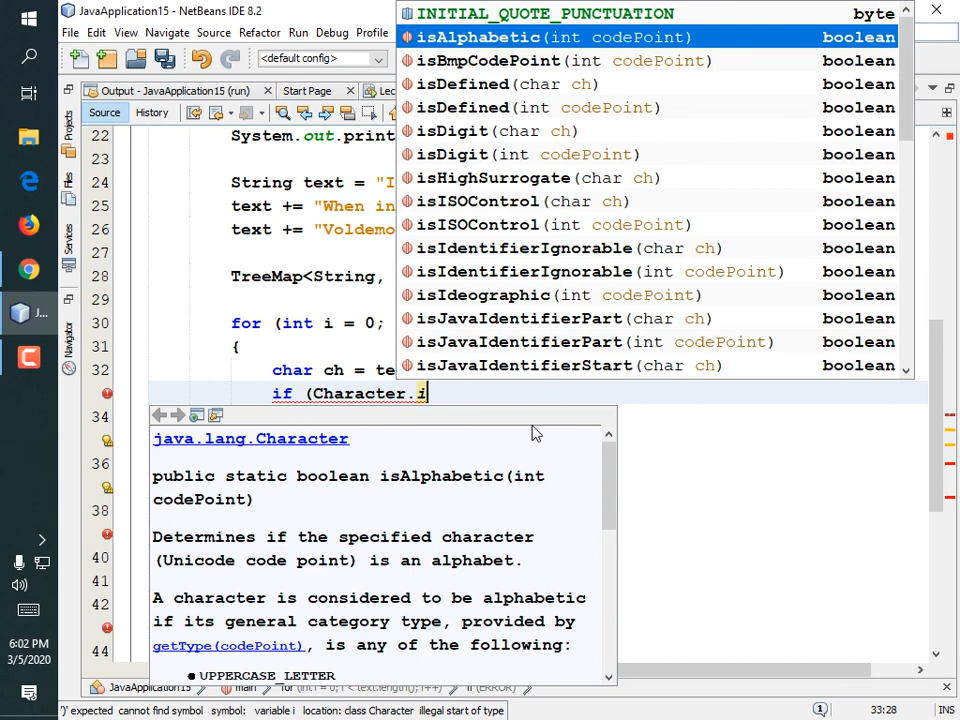 JavaApplication15 - NetBeans IDE 8.2
File Edit View Navigate Source Refactor Run Debug Profile
<default config>
Output - JavaApplication15 (run) × Start Page × Lec
Source History
Projects
Files
Services
Navigator
J...
22 System.out.print
23
24 String text = "I
25 text += "When in
26 text += "Voldemo
27
28 TreeMap<String,
29
30 for (int i = 0;
31 {
32 char ch = te
if (Character.i
34
36
38
40
41
42
44
INITIAL_QUOTE_PUNCTUATION byte
isAlphabetic(int codePoint) boolean
isBmpCodePoint(int codePoint) boolean
isDefined(char ch) boolean
isDefined(int codePoint) boolean
isDigit(char ch) boolean
isDigit(int codePoint) boolean
isHighSurrogate(char ch) boolean
isISOControl(char ch) boolean
isISOControl(int codePoint) boolean
isIdentifierIgnorable(char ch) boolean
isIdentifierIgnorable(int codePoint) boolean
isIdeographic(int codePoint) boolean
isJavaIdentifierPart(char ch) boolean
isJavaIdentifierPart(int codePoint) boolean
isJavaIdentifierStart(char ch) boolean
java.lang.Character
public static boolean isAlphabetic(int
codePoint)
Determines if the specified character
(Unicode code point) is an alphabet.
A character is considered to be alphabetic
if its general category type, provided by
getType(codePoint), is any of the following:
● UPPERCASE_LETTER
JavaApplication15 main for (int i = 0; i < text.length(); i++) if (ERROR)
')' expected cannot find symbol symbol: variable i location: class Character illegal start of type
1
33:28
INS
6:02 PM
3/5/2020